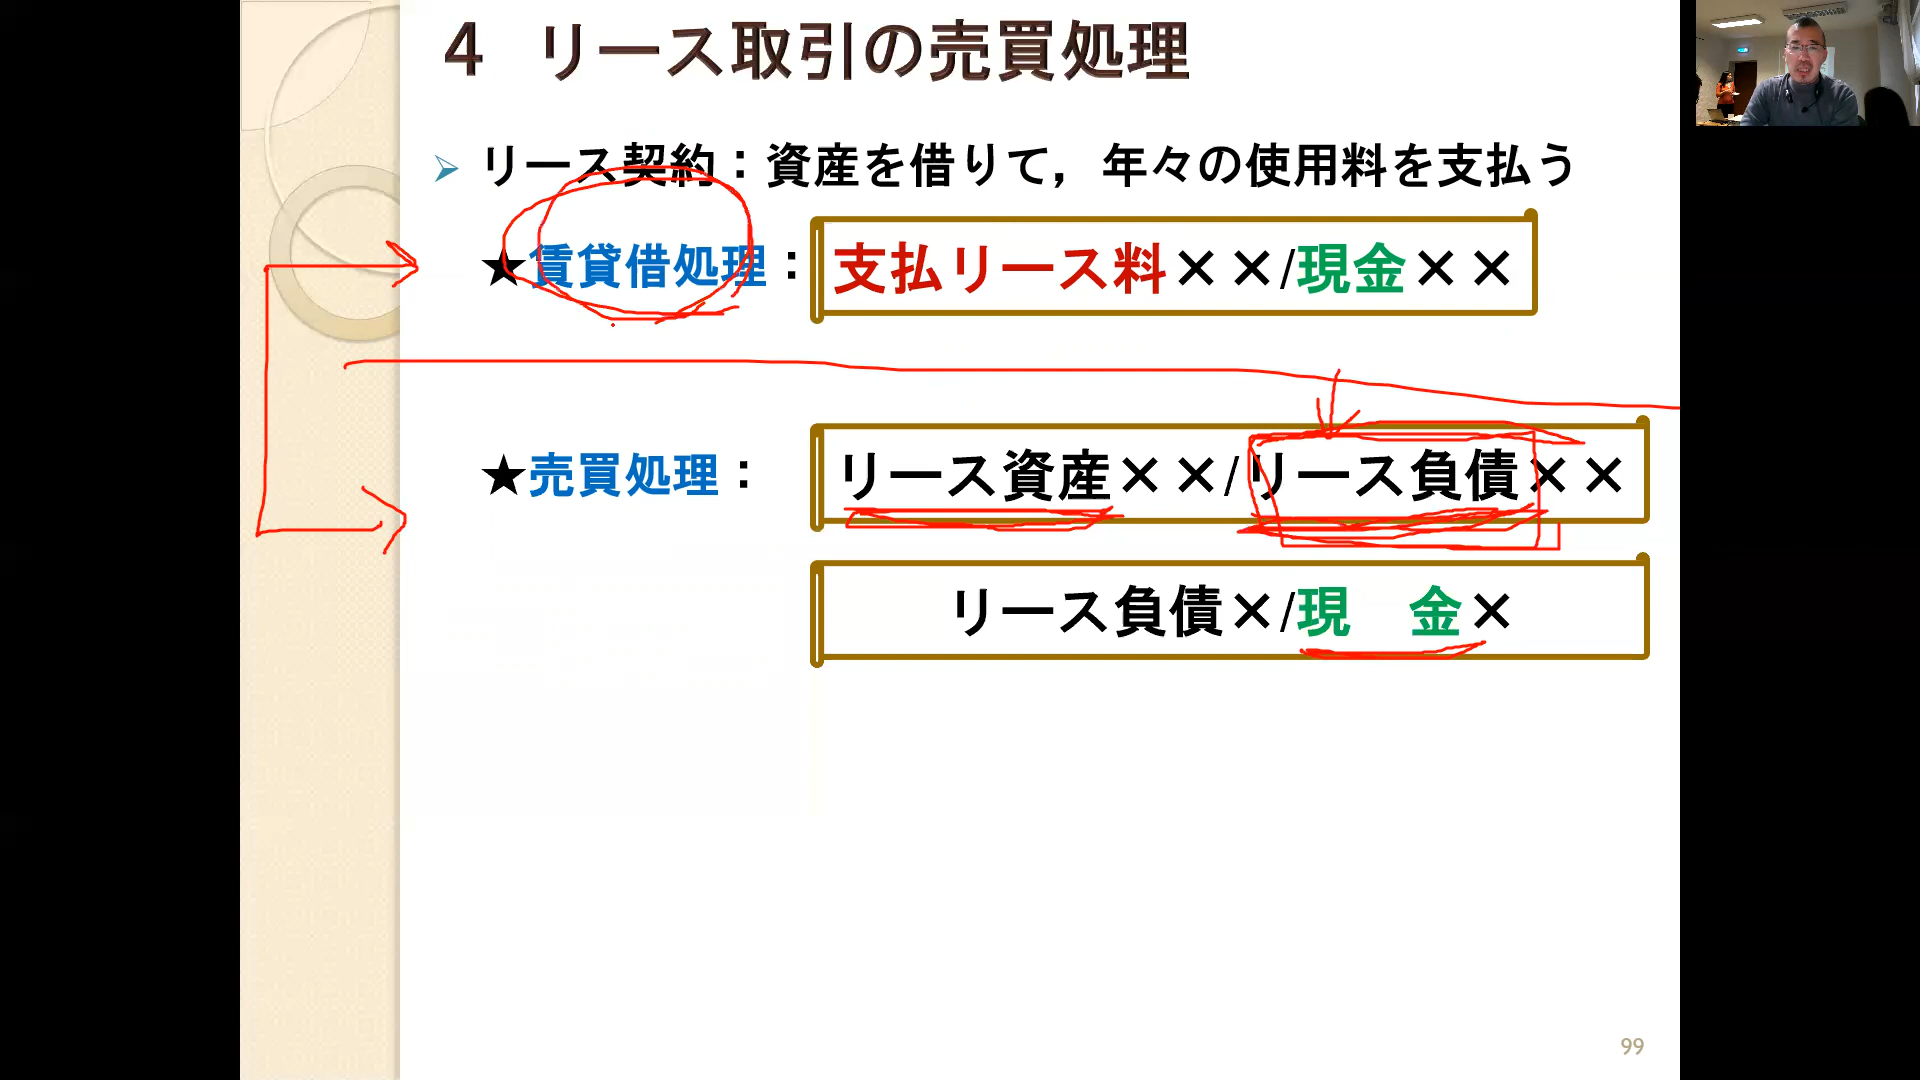 4 リース取引の売買処理
➢ リース契約：資産を借りて，年々の使用料を支払う
★賃貸借処理： 支払リース料××/現金××
★売買処理： リース資産××/リース負債××
リース負債×/現　金×
99